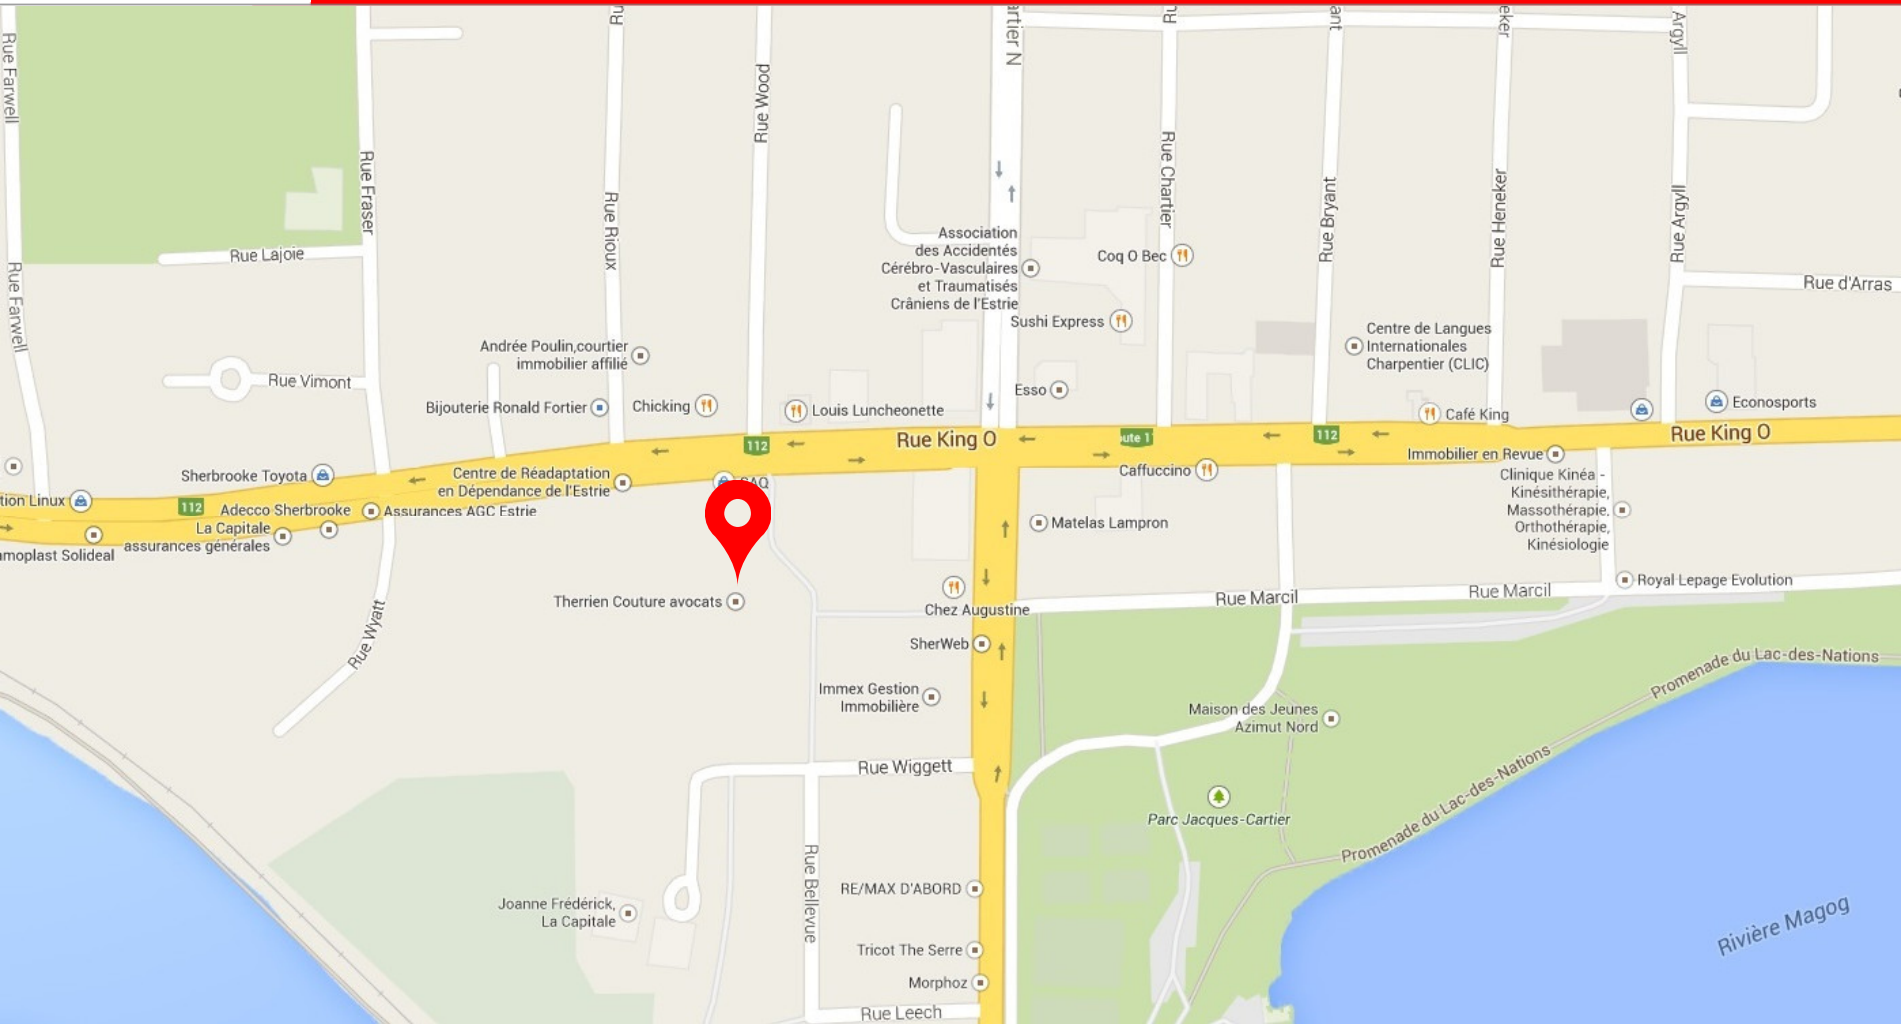 Rue Farwell
Rue Farwell
Rue Fraser
Rue Lajoie
Rue Vimont
Rue Rioux
Rue Wood
artier N
Rue Chartier
Rue Bryant
ant
Rue Heneker
eker
Argyll
Rue Argyll
Rue d'Arras
Association
des Accidentés
Cérébro-Vasculaires
et Traumatisés
Crâniens de l'Estrie
Coq O Bec
Sushi Express
Esso
Centre de Langues
Internationales
Charpentier (CLIC)
Andrée Poulin,courtier
immobilier affilié
Bijouterie Ronald Fortier
Chicking
Louis Luncheonette
Café King
Econosports
Rue King O
Rue King O
112
oute 1
112
112
Sherbrooke Toyota
Centre de Réadaptation
en Dépendance de l'Estrie
SAQ
Caffuccino
Immobilier en Revue
Clinique Kinéa -
Kinésithérapie,
Massothérapie,
Orthothérapie,
Kinésiologie
tion Linux
Adecco Sherbrooke
Assurances AGC Estrie
La Capitale
assurances générales
moplast Solideal
Matelas Lampron
Therrien Couture avocats
Chez Augustine
Rue Marcil
Rue Marcil
Royal Lepage Evolution
Rue Wyatt
SherWeb
Immex Gestion
Immobilière
Maison des Jeunes
Azimut Nord
Promenade du Lac-des-Nations
Promenade du Lac-des-Nations
Rue Wiggett
Parc Jacques-Cartier
Rue Bellevue
RE/MAX D'ABORD
Joanne Frédérick,
La Capitale
Tricot The Serre
Morphoz
Rue Leech
Rivière Magog